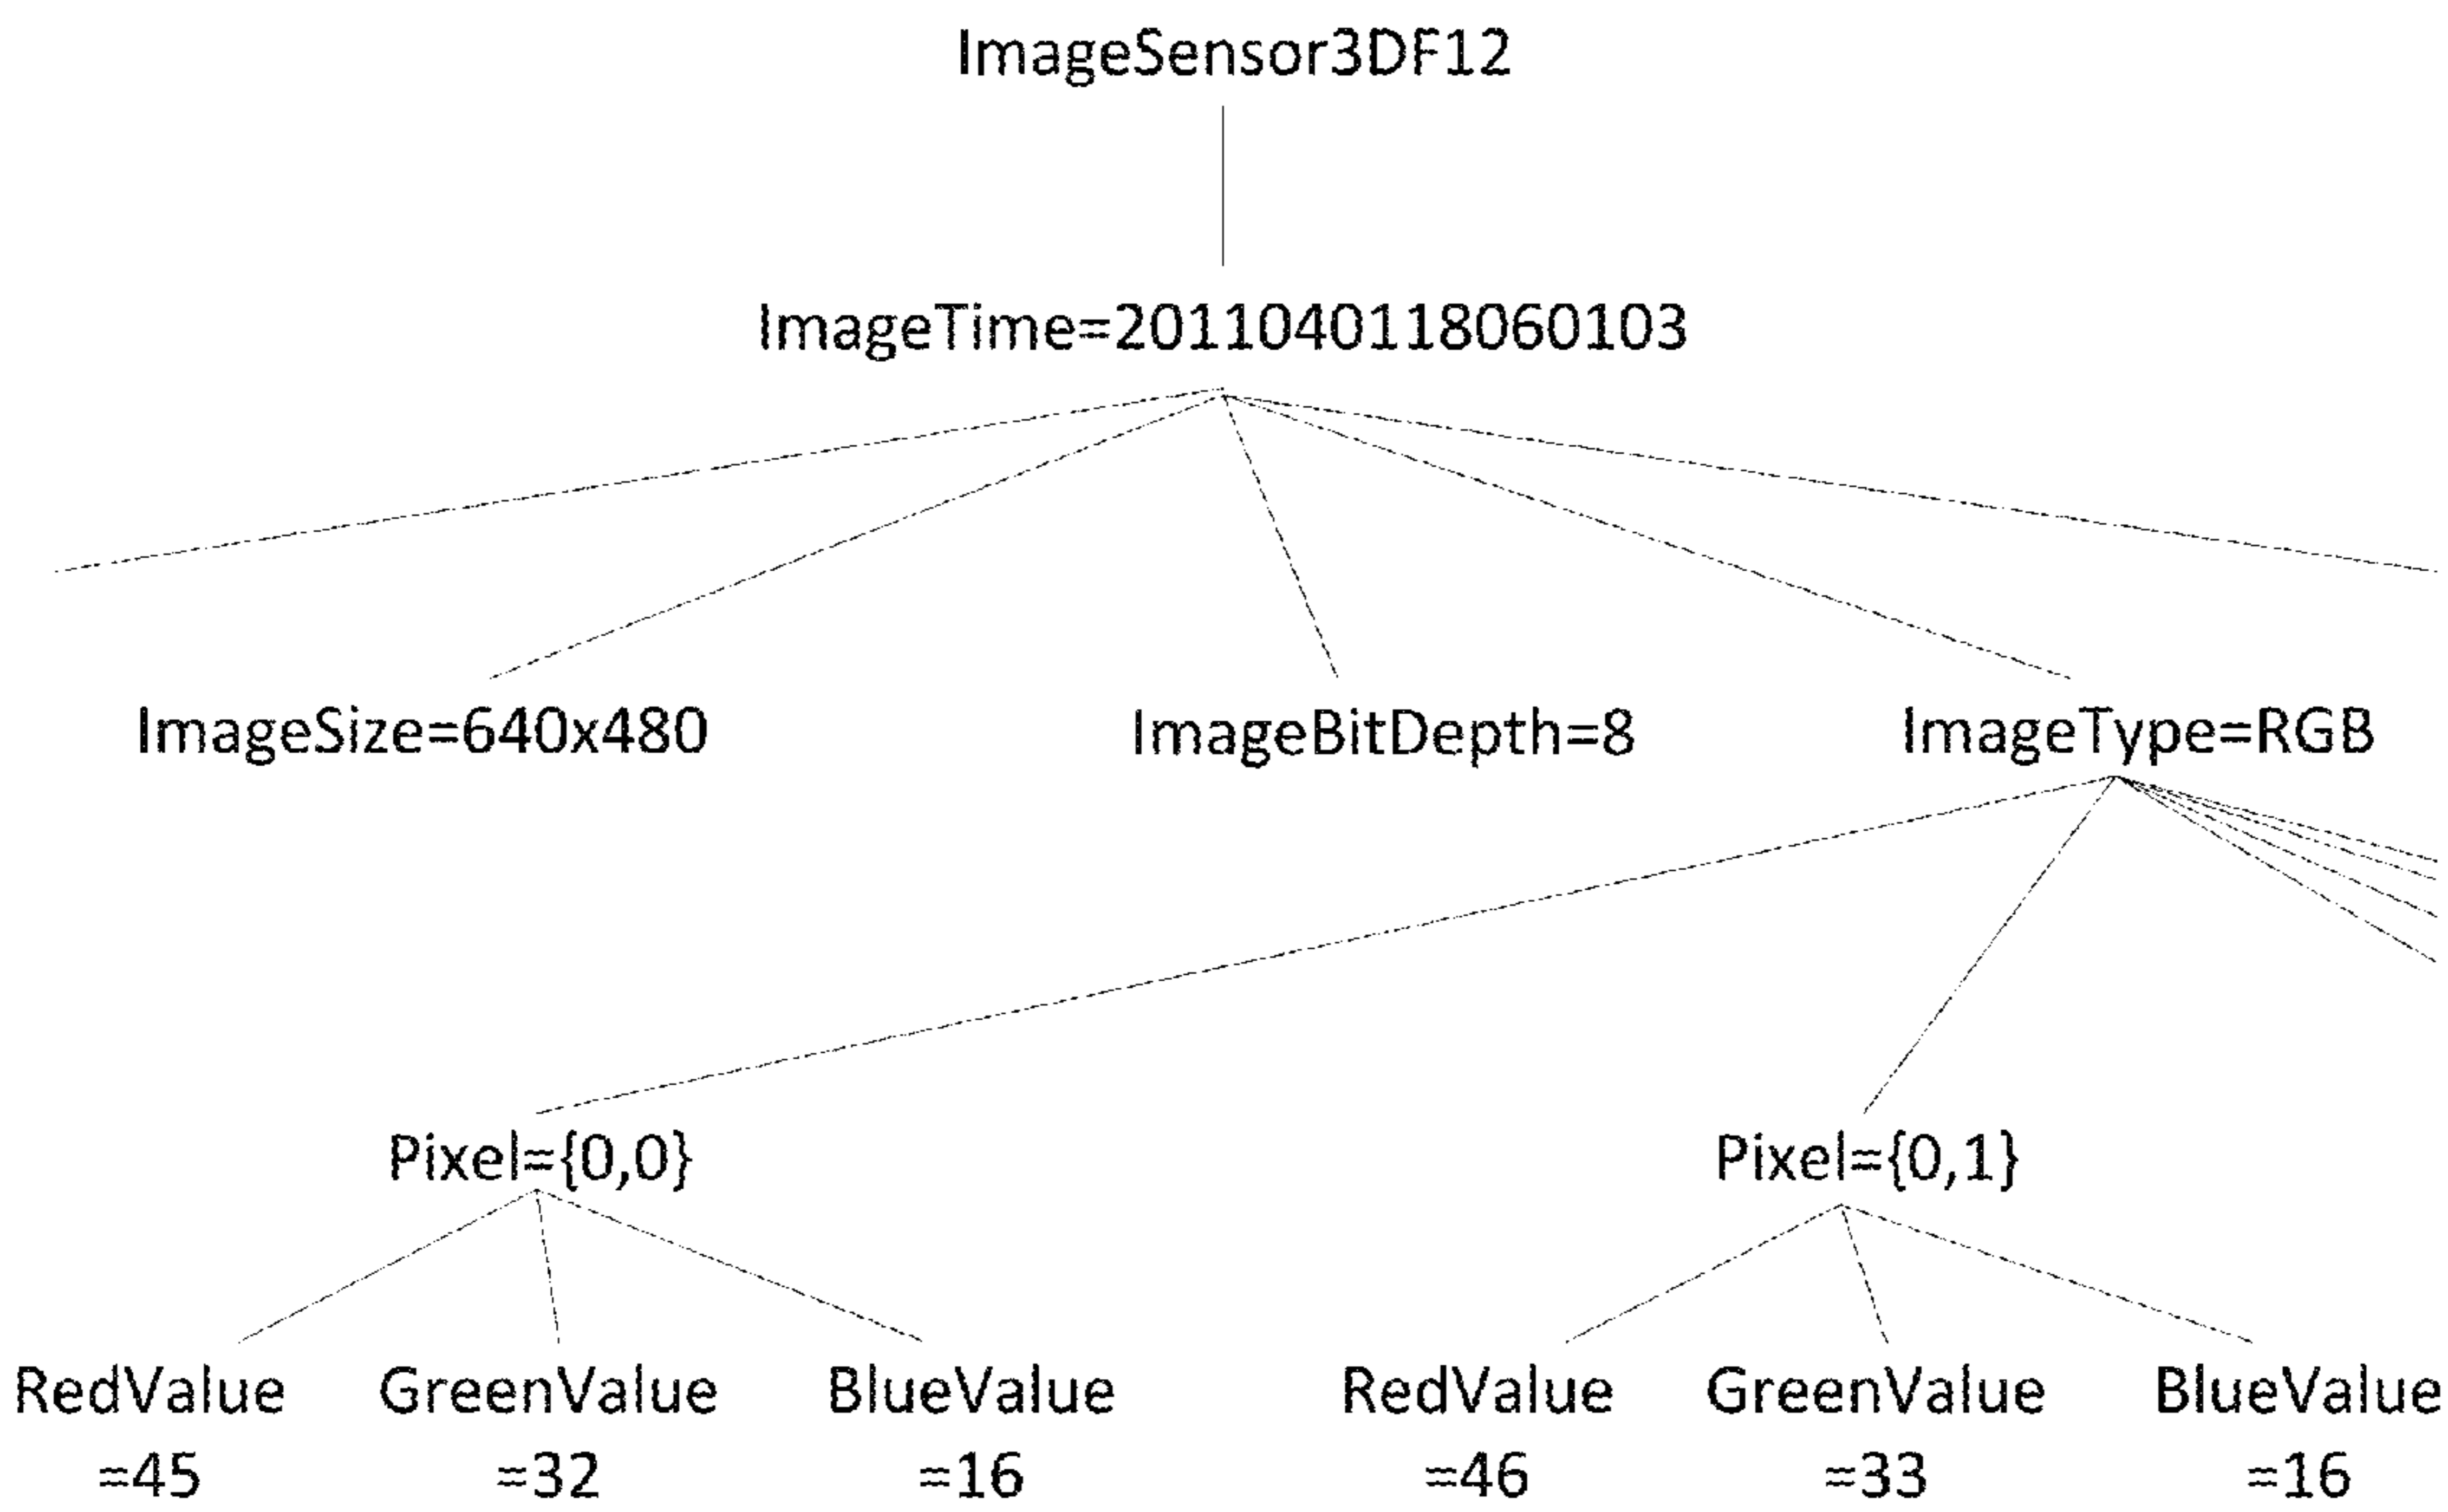 ImageSensor3DF12
ImageTime=2011040118060103
ImageSize=640x480
ImageBitDepth=8
ImageType=RGB
Pixel={0,0}
Pixel={0,1}
RedValue
=45
GreenValue
=32
BlueValue
=16
RedValue
=46
GreenValue
=33
BlueValue
=16